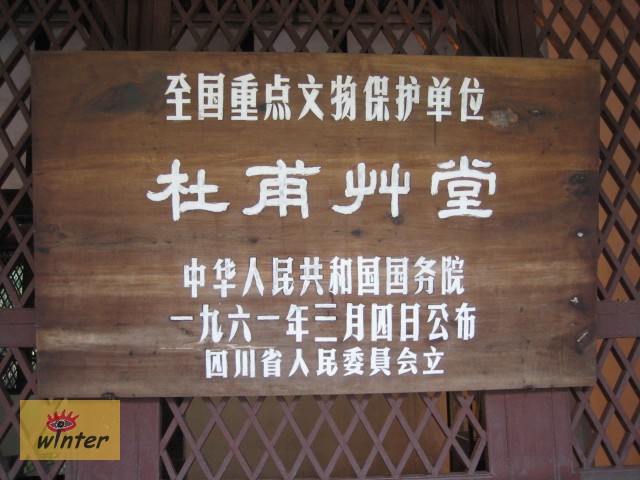 全国重点文物保护单位
杜甫艸堂
中华人民共和国国务院
一九六一年三月四日公布
四川省人民委員会立
winter